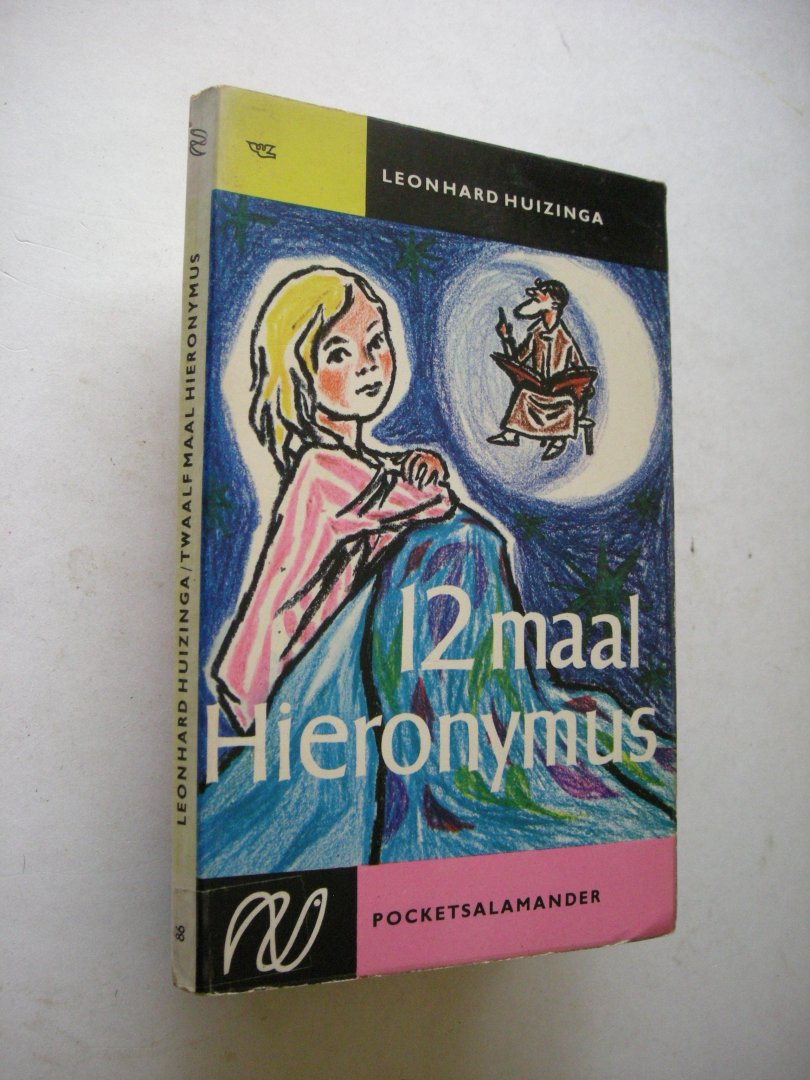 LEONHARD HUIZINGA
12 maal
Hieronymus
POCKETSALAMANDER
LEONHARD HUIZINGA/TWAALF MAAL HIERONYMUS
86